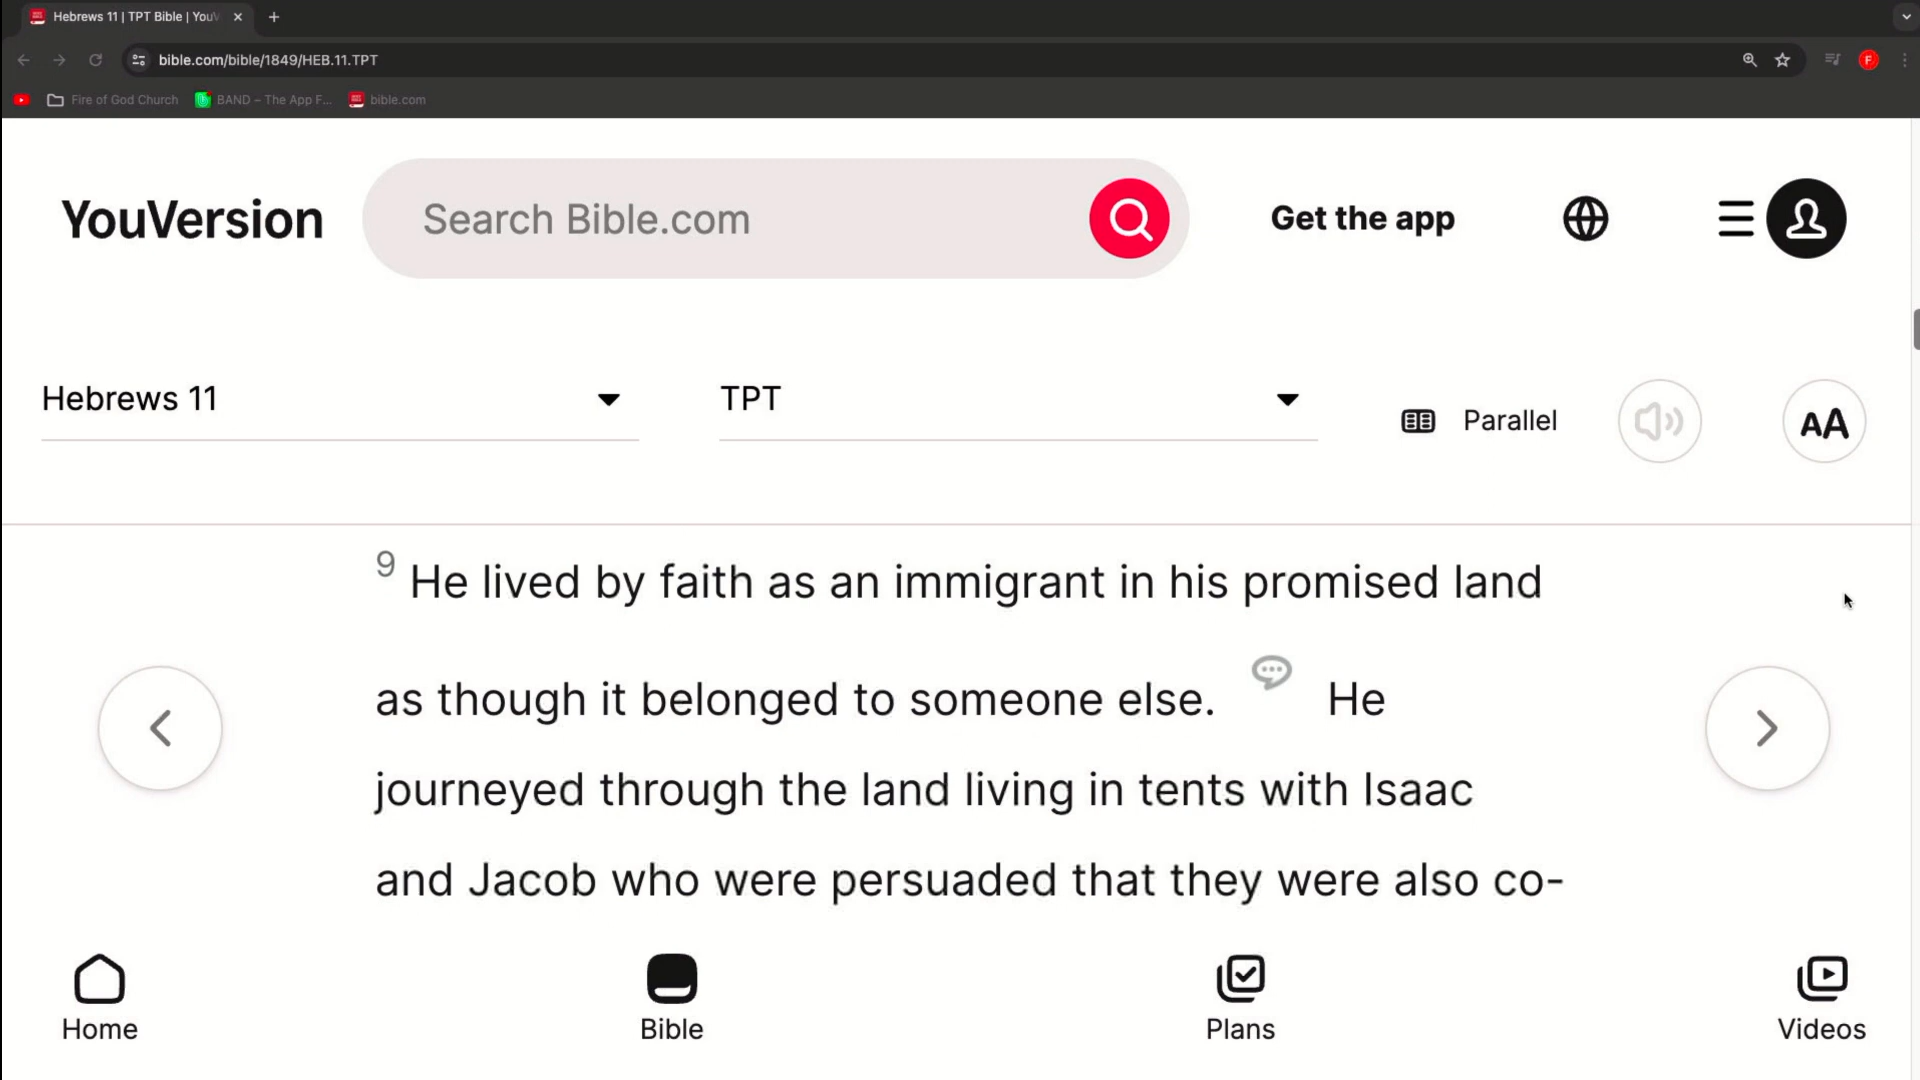 Hebrews 11 | TPT Bible | YouV
bible.com/bible/1849/HEB.11.TPT
F
Fire of God Church
BAND – The App F...
bible.com
YouVersion
Search Bible.com
Get the app
Hebrews 11
TPT
Parallel
AA
9 He lived by faith as an immigrant in his promised land
as though it belonged to someone else. He
journeyed through the land living in tents with Isaac
and Jacob who were persuaded that they were also co-
Home
Bible
Plans
Videos